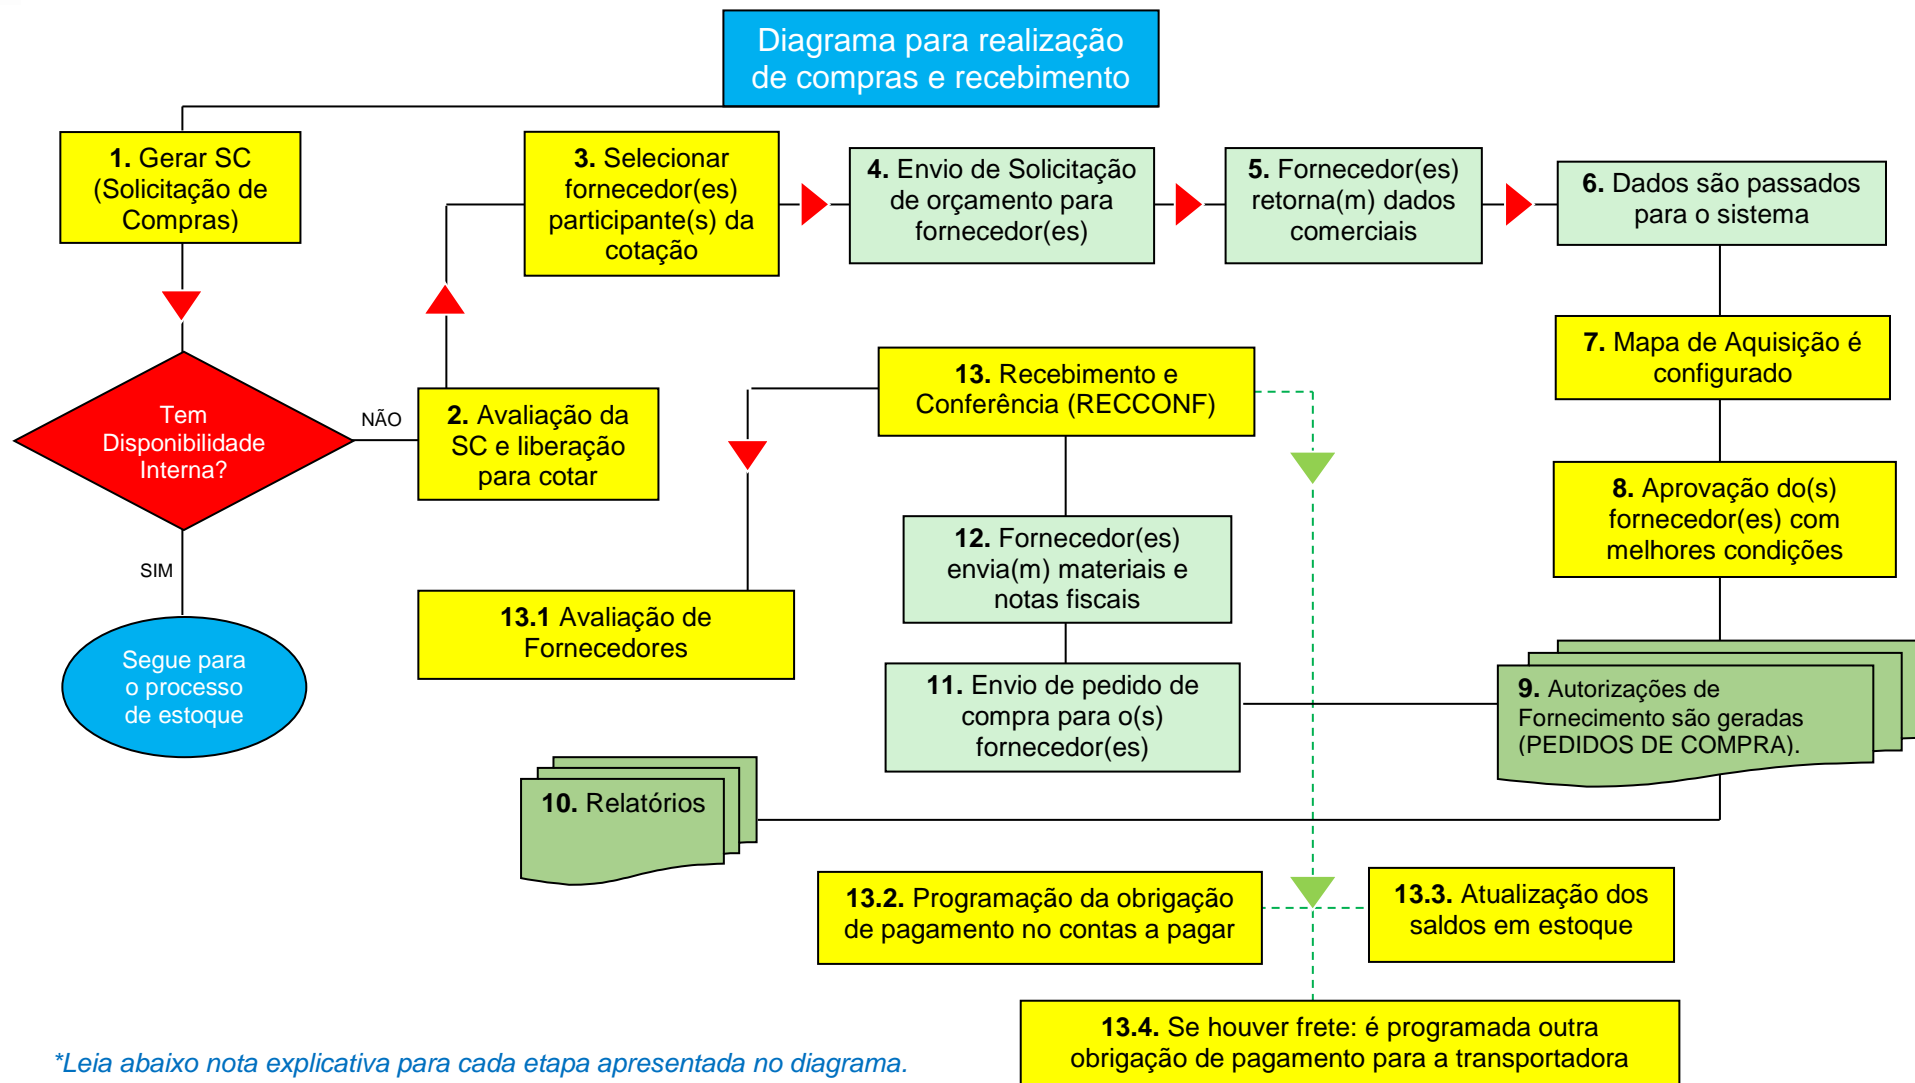 Diagrama para realização
de compras e recebimento
1. Gerar SC
(Solicitação de
Compras)
3. Selecionar
fornecedor(es)
participante(s) da
cotação
4. Envio de Solicitação
de orçamento para
fornecedor(es)
5. Fornecedor(es)
retorna(m) dados
comerciais
6. Dados são passados
para o sistema
7. Mapa de Aquisição é
configurado
13. Recebimento e
Conferência (RECCONF)
Tem
Disponibilidade
Interna?
NÃO
2. Avaliação da
SC e liberação
para cotar
8. Aprovação do(s)
fornecedor(es) com
melhores condições
12. Fornecedor(es)
envia(m) materiais e
notas fiscais
SIM
13.1 Avaliação de
Fornecedores
Segue para
o processo
de estoque
11. Envio de pedido de
compra para o(s)
fornecedor(es)
9. Autorizações de
Fornecimento são geradas
(PEDIDOS DE COMPRA).
10. Relatórios
13.2. Programação da obrigação
de pagamento no contas a pagar
13.3. Atualização dos
saldos em estoque
13.4. Se houver frete: é programada outra
obrigação de pagamento para a transportadora
*Leia abaixo nota explicativa para cada etapa apresentada no diagrama.